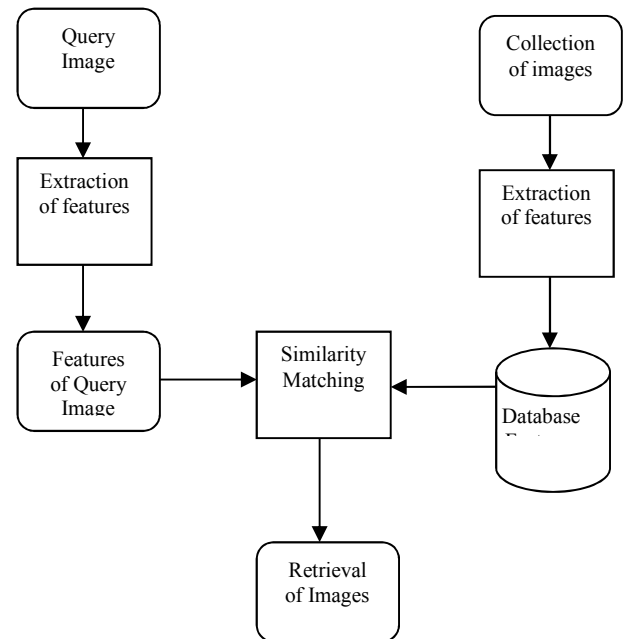 Query
Image
Collection
of images
Extraction
of features
Extraction
of features
Features
of Query
Image
Similarity
Matching
Database
Retrieval
of Images